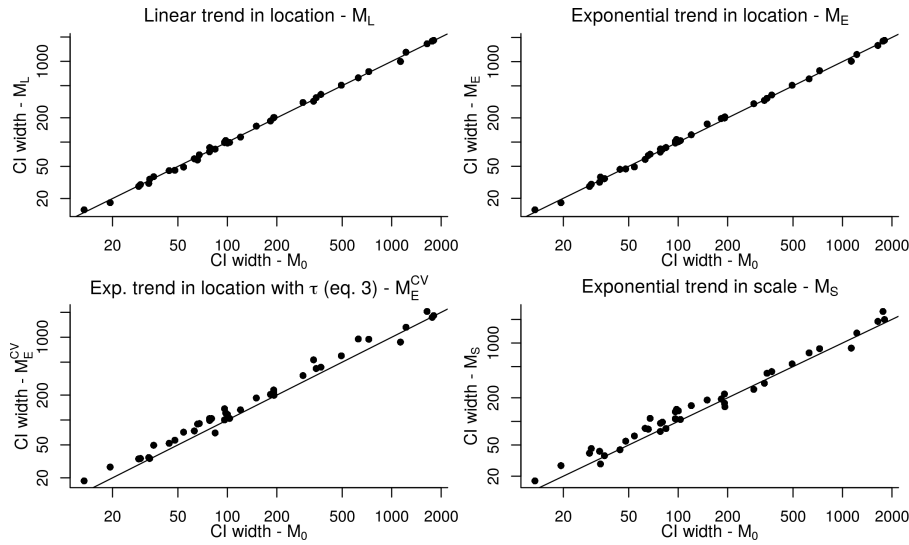 Linear trend in location - M_L
CI width - M_L
1000
200
50
20
20 50 100 200 500 1000 2000
CI width - M_0
Exponential trend in location - M_E
CI width - M_E
1000
200
50
20
20 50 100 200 500 1000 2000
CI width - M_0
Exp. trend in location with τ (eq. 3) - M_E^CV
CI width - M_E^CV
1000
200
50
20
20 50 100 200 500 1000 2000
CI width - M_0
Exponential trend in scale - M_S
CI width - M_S
1000
200
50
20
20 50 100 200 500 1000 2000
CI width - M_0